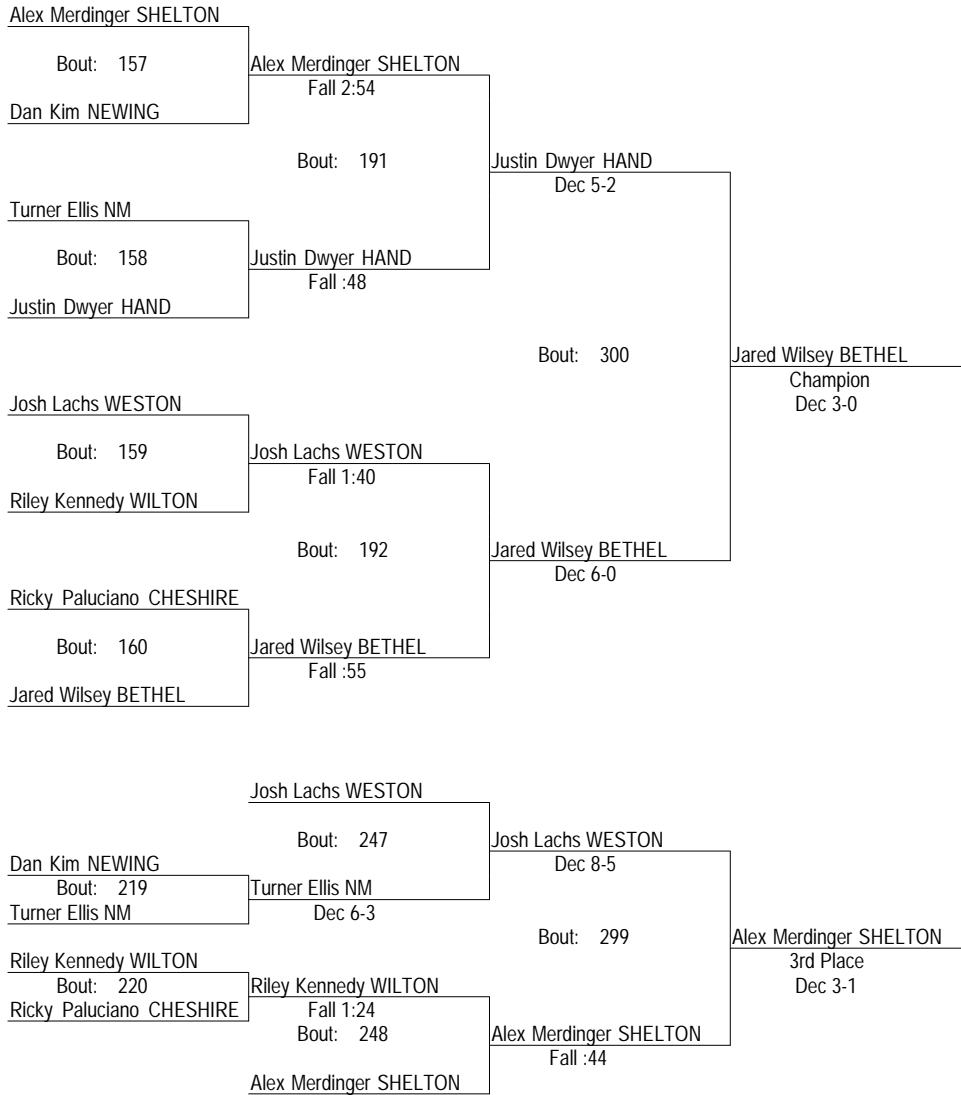 Alex Merdinger SHELTON
Bout: 157
Alex Merdinger SHELTON
Fall 2:54
Dan Kim NEWING
Bout: 191
Justin Dwyer HAND
Dec 5-2
Turner Ellis NM
Bout: 158
Justin Dwyer HAND
Fall :48
Justin Dwyer HAND
Bout: 300
Jared Wilsey BETHEL
Champion
Dec 3-0
Josh Lachs WESTON
Bout: 159
Josh Lachs WESTON
Fall 1:40
Riley Kennedy WILTON
Bout: 192
Jared Wilsey BETHEL
Dec 6-0
Ricky Paluciano CHESHIRE
Bout: 160
Jared Wilsey BETHEL
Fall :55
Jared Wilsey BETHEL
Josh Lachs WESTON
Bout: 247
Josh Lachs WESTON
Dec 8-5
Dan Kim NEWING
Bout: 219
Turner Ellis NM
Turner Ellis NM
Dec 6-3
Bout: 299
Alex Merdinger SHELTON
3rd Place
Dec 3-1
Riley Kennedy WILTON
Bout: 220
Riley Kennedy WILTON
Ricky Paluciano CHESHIRE
Fall 1:24
Bout: 248
Alex Merdinger SHELTON
Fall :44
Alex Merdinger SHELTON